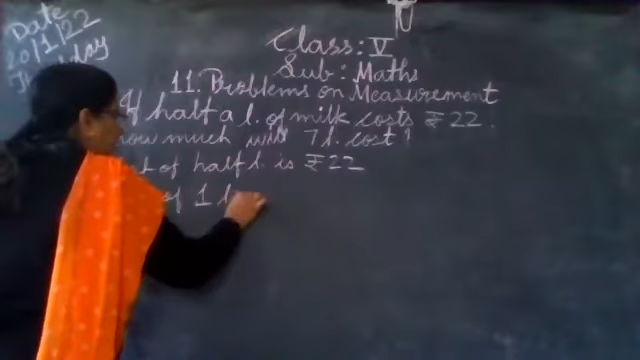 Date
20/1/22
Class: V
Sub: Maths
11. Problems on Measurement
If half a l. of milk costs ₹ 22.
how much will 7 l. cost?
of half l. is ₹ 22
of 1 l